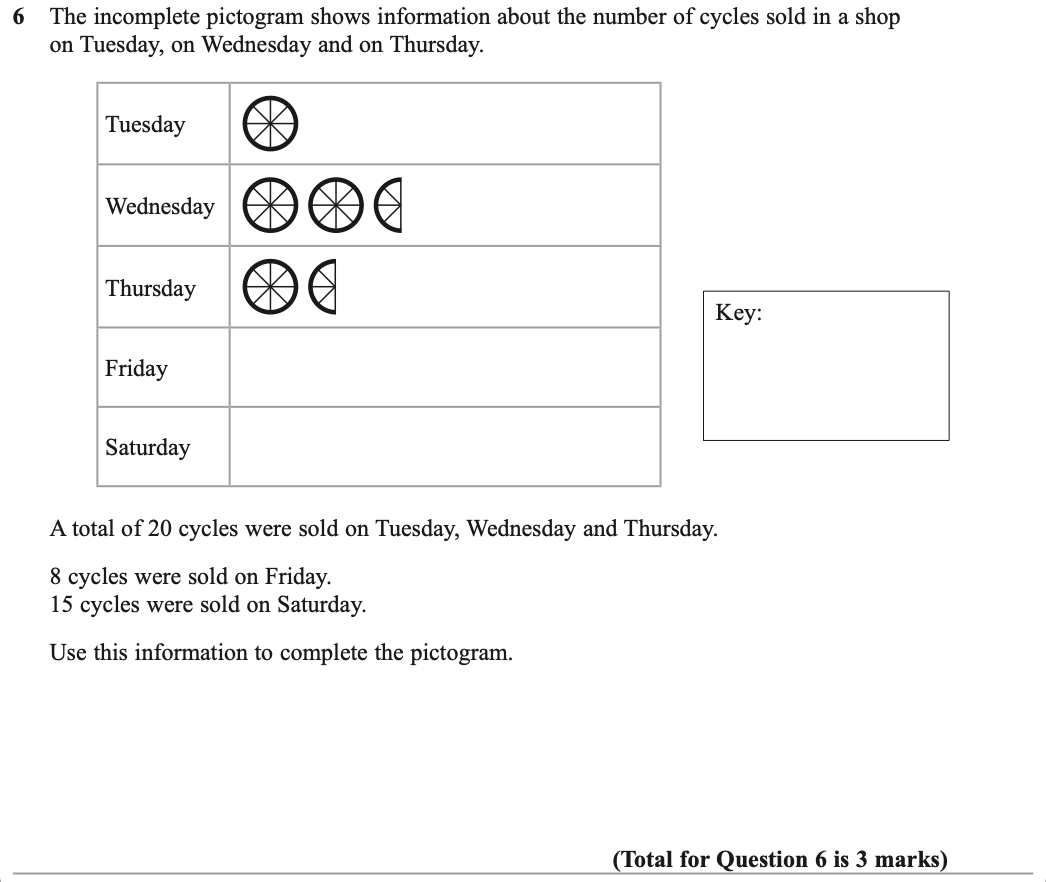 6 The incomplete pictogram shows information about the number of cycles sold in a shop
on Tuesday, on Wednesday and on Thursday.
Tuesday
Wednesday
Thursday
Key:
Friday
Saturday
A total of 20 cycles were sold on Tuesday, Wednesday and Thursday.
8 cycles were sold on Friday.
15 cycles were sold on Saturday.
Use this information to complete the pictogram.
(Total for Question 6 is 3 marks)